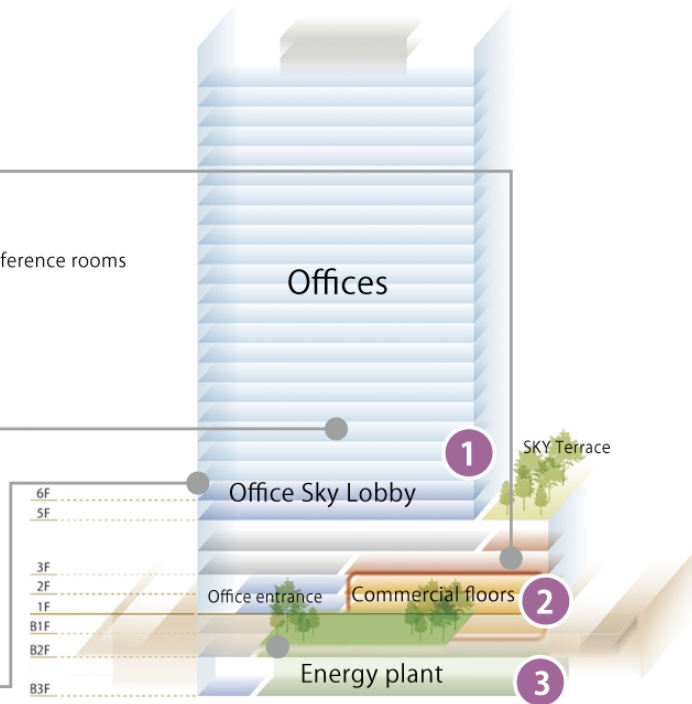 ference rooms
Offices
1
SKY Terrace
6F
Office Sky Lobby
5F
3F
2F
Office entrance
Commercial floors
2
1F
B1F
B2F
Energy plant
3
B3F